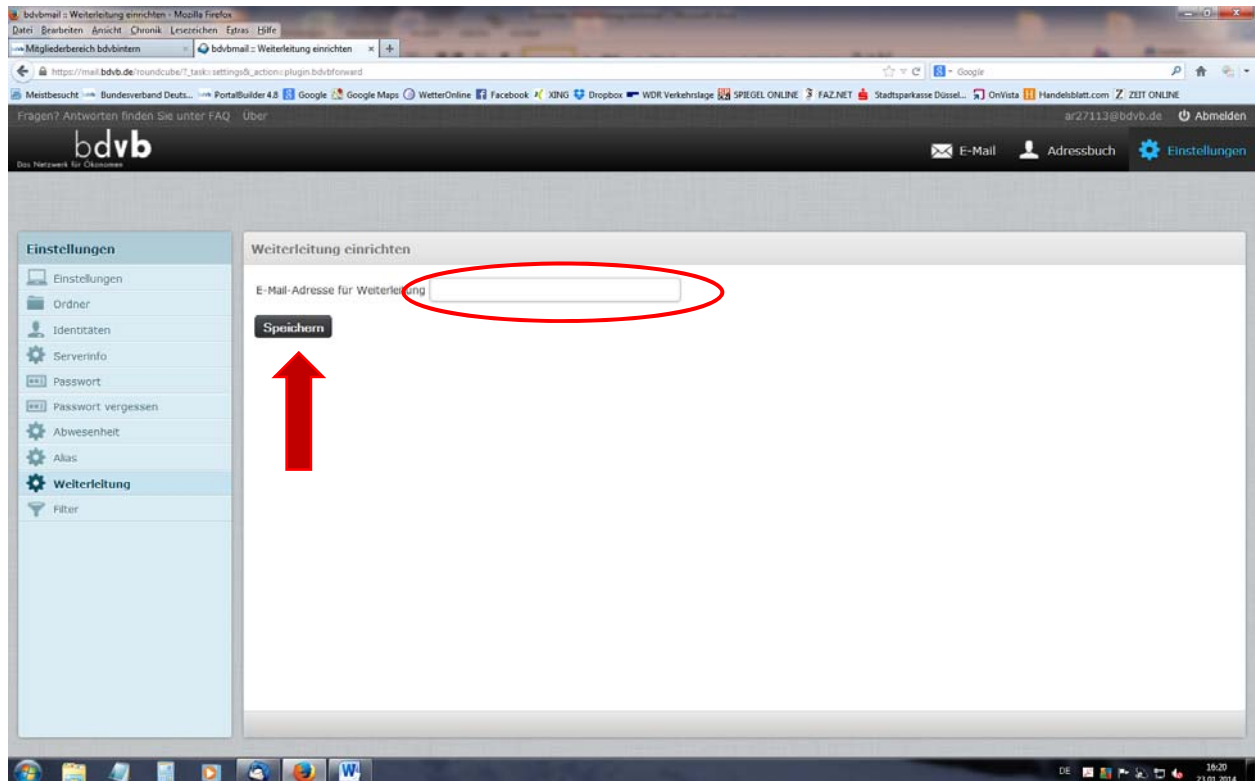 bdvbmail :: Weiterleitung einrichten - Mozilla Firefox
Datei Bearbeiten Ansicht Chronik Lesezeichen Extras Hilfe
Mitgliederbereich bdvbintern bdvbmail :: Weiterleitung einrichten
https://mail.bdvb.de/roundcube/?_task=settings&_action=plugin.bdvbforward Google
Meistbesucht Bundesverband Deuts... PortalBuilder 4.8 Google Google Maps WetterOnline Facebook XING Dropbox WDR Verkehrslage SPIEGEL ONLINE FAZ.NET Stadtsparkasse Düssel... OnVista Handelsblatt.com ZEIT ONLINE
Fragen? Antworten finden Sie unter FAQ Über ar27113@bdvb.de Abmelden
bdvb
Das Netzwerk für Ökonomen
E-Mail Adressbuch Einstellungen
Einstellungen
Einstellungen
Ordner
Identitäten
Serverinfo
Passwort
Passwort vergessen
Abwesenheit
Alias
Weiterleitung
Filter
Weiterleitung einrichten
E-Mail-Adresse für Weiterleitung
Speichern
DE 16:20
23.01.2014